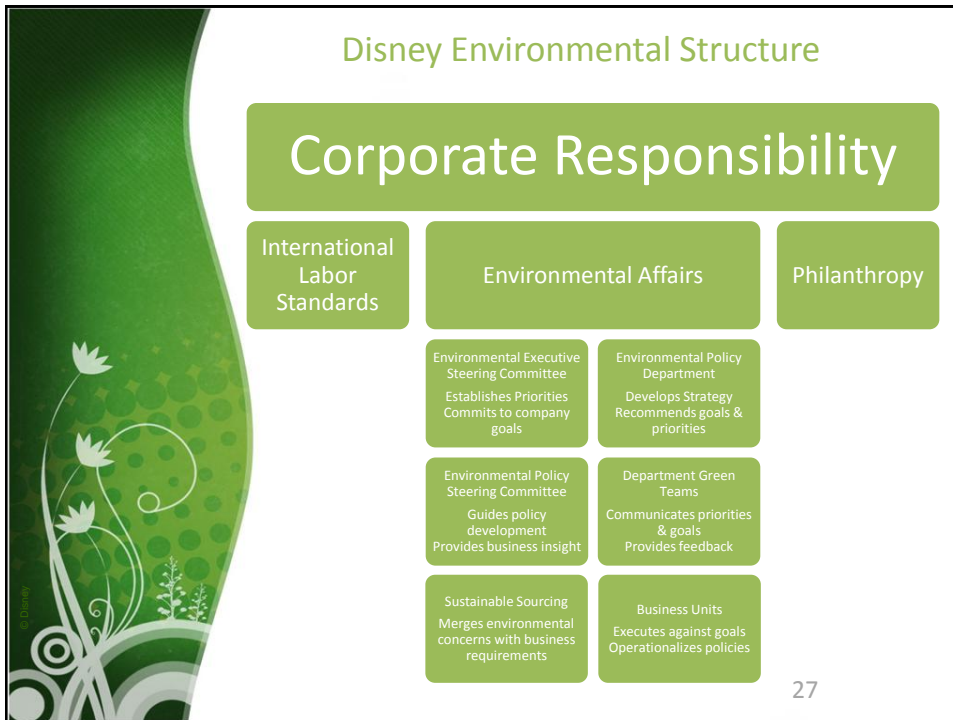 Disney Environmental Structure
Corporate Responsibility
International
Labor
Standards
Environmental Affairs
Philanthropy
Environmental Executive
Steering Committee
Establishes Priorities
Commits to company
goals
Environmental Policy
Department
Develops Strategy
Recommends goals &
priorities
Environmental Policy
Steering Committee
Guides policy
development
Provides business insight
Department Green
Teams
Communicates priorities
& goals
Provides feedback
Sustainable Sourcing
Merges environmental
concerns with business
requirements
Business Units
Executes against goals
Operationalizes policies
© Disney
27